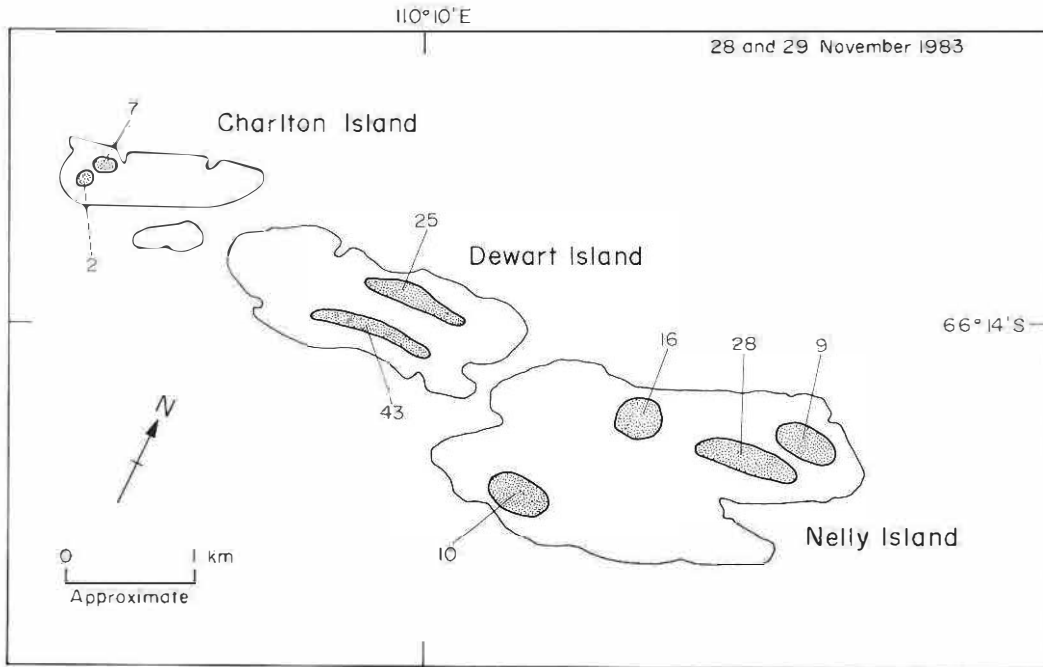 110°10'E
28 and 29 November 1983
7
Charlton Island
2
25
Dewart Island
66°14'S
16
28
9
43
N
10
Nelly Island
0 1 km
Approximate